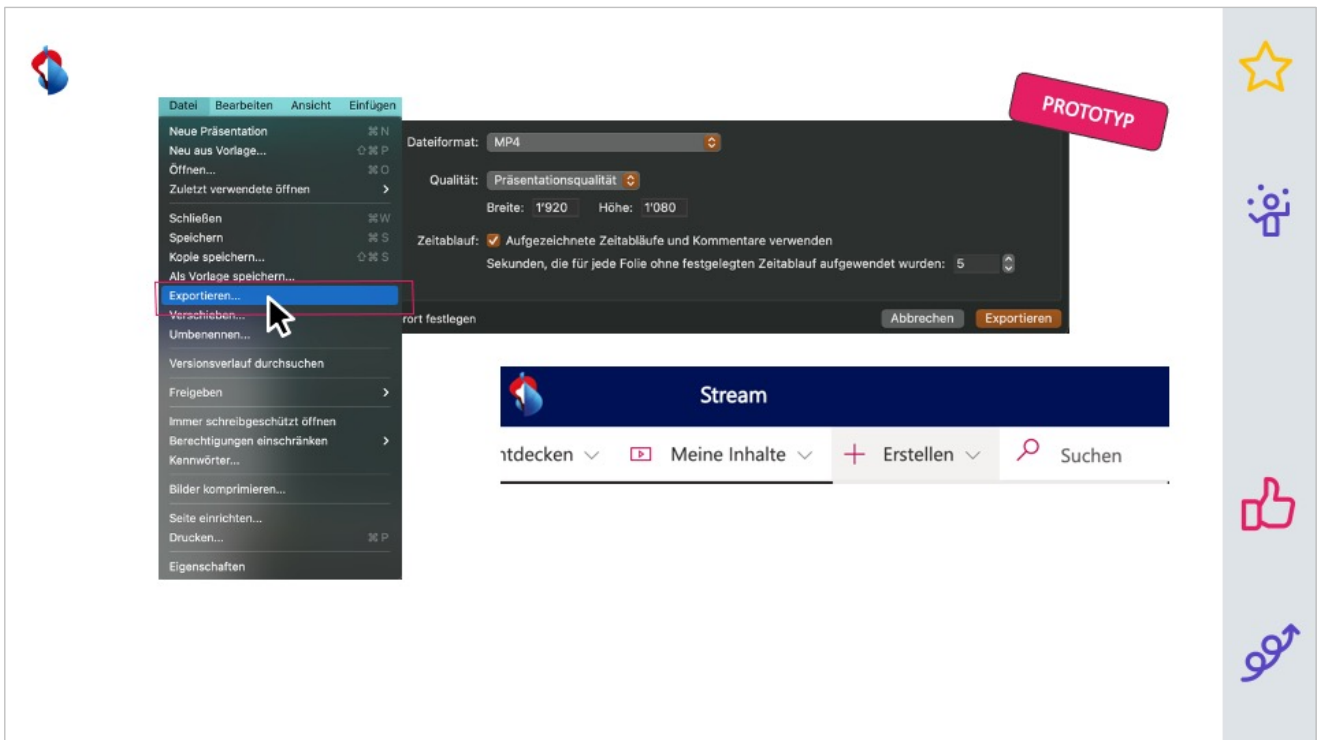 PROTOTYP
Datei Bearbeiten Ansicht Einfügen
Neue Präsentation ⌘ N
Neu aus Vorlage... ⇧ ⌘ P
Öffnen... ⌘ O
Zuletzt verwendete öffnen >
Schließen ⌘ W
Speichern ⌘ S
Kopie speichern... ⇧ ⌘ S
Als Vorlage speichern...
Exportieren...
Verschieben...
Umbenennen...
Versionsverlauf durchsuchen
Freigeben >
Immer schreibgeschützt öffnen
Berechtigungen einschränken >
Kennwörter...
Bilder komprimieren...
Seite einrichten...
Drucken... ⌘ P
Eigenschaften
Dateiformat: MP4
Qualität: Präsentationsqualität
Breite: 1'920 Höhe: 1'080
Zeitablauf: Aufgezeichnete Zeitabläufe und Kommentare verwenden
Sekunden, die für jede Folie ohne festgelegten Zeitablauf aufgewendet wurden: 5
rort festlegen Abbrechen Exportieren
Stream
ntdecken Meine Inhalte Erstellen Suchen